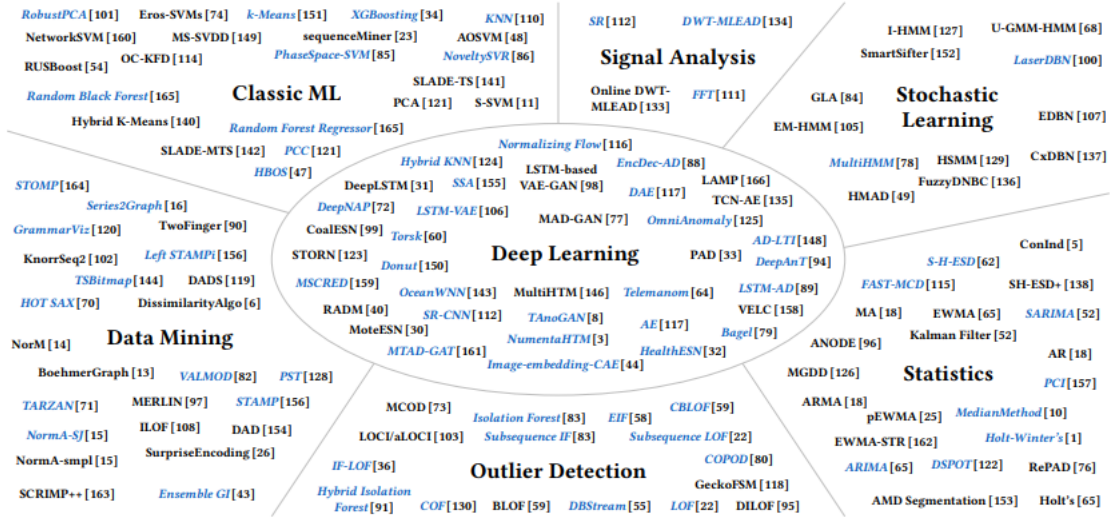 RobustPCA [101]
Eros-SVMs [74]
k-Means [151]
XGBoosting [34]
KNN [110]
NetworkSVM [160]
MS-SVDD [149]
sequenceMiner [23]
AOSVM [48]
OC-KFD [114]
PhaseSpace-SVM [85]
NoveltySVR [86]
RUSBoost [54]
SLADE-TS [141]
Classic ML
Random Black Forest [165]
PCA [121]
S-SVM [11]
Hybrid K-Means [140]
Random Forest Regressor [165]
SLADE-MTS [142]
PCC [121]
HBOS [47]
SR [112]
DWT-MLEAD [134]
Signal Analysis
Online DWT-
MLEAD [133]
FFT [111]
I-HMM [127]
U-GMM-HMM [68]
SmartSifter [152]
LaserDBN [100]
GLA [84]
Stochastic
Learning
EDBN [107]
EM-HMM [105]
MultiHMM [78]
HSMM [129]
CxDBN [137]
FuzzyDNBC [136]
HMAD [49]
STOMP [164]
Series2Graph [16]
GrammarViz [120]
TwoFinger [90]
KnorrSeq2 [102]
Left STAMPi [156]
TSBitmap [144]
DADS [119]
HOT SAX [70]
DissimilarityAlgo [6]
Data Mining
NorM [14]
BoehmerGraph [13]
VALMOD [82]
PST [128]
TARZAN [71]
MERLIN [97]
STAMP [156]
NormA-SJ [15]
ILOF [108]
DAD [154]
NormA-smpl [15]
SurpriseEncoding [26]
SCRIMP++ [163]
Ensemble GI [43]
Normalizing Flow [116]
Hybrid KNN [124]
LSTM-based
VAE-GAN [98]
EncDec-AD [88]
DeepLSTM [31]
SSA [155]
DAE [117]
LAMP [166]
TCN-AE [135]
DeepNAP [72]
LSTM-VAE [106]
MAD-GAN [77]
OmniAnomaly [125]
CoalESN [99]
Torsk [60]
AD-LTI [148]
STORN [123]
Donut [150]
Deep Learning
PAD [33]
DeepAnT [94]
MSCRED [159]
OceanWNN [143]
MultiHTM [146]
Telemanom [64]
LSTM-AD [89]
RADM [40]
SR-CNN [112]
TAnoGAN [8]
VELC [158]
MoteESN [30]
AE [117]
Bagel [79]
NumentaHTM [3]
MTAD-GAT [161]
HealthESN [32]
Image-embedding-CAE [44]
ConInd [5]
S-H-ESD [62]
FAST-MCD [115]
SH-ESD+ [138]
MA [18]
EWMA [65]
SARIMA [52]
Kalman Filter [52]
ANODE [96]
AR [18]
MGDD [126]
Statistics
PCI [157]
ARMA [18]
pEWMA [25]
MedianMethod [10]
EWMA-STR [162]
Holt-Winter's [1]
ARIMA [65]
DSPOT [122]
RePAD [76]
AMD Segmentation [153]
Holt's [65]
MCOD [73]
Isolation Forest [83]
EIF [58]
CBLOF [59]
LOCI/aLOCI [103]
Subsequence IF [83]
Subsequence LOF [22]
IF-LOF [36]
Outlier Detection
COPOD [80]
GeckoFSM [118]
Hybrid Isolation
Forest [91]
COF [130]
BLOF [59]
DBStream [55]
LOF [22]
DILOF [95]